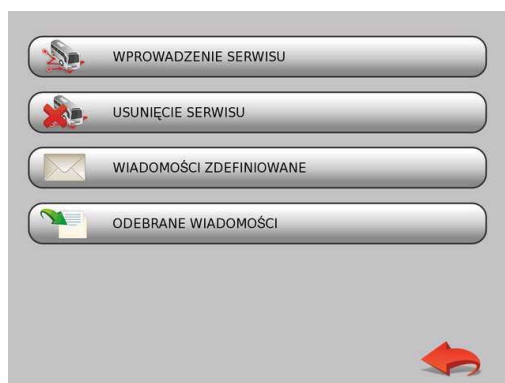 WPROWADZENIE SERWISU
USUNIĘCIE SERWISU
WIADOMOŚCI ZDEFINIOWANE
ODEBRANE WIADOMOŚCI